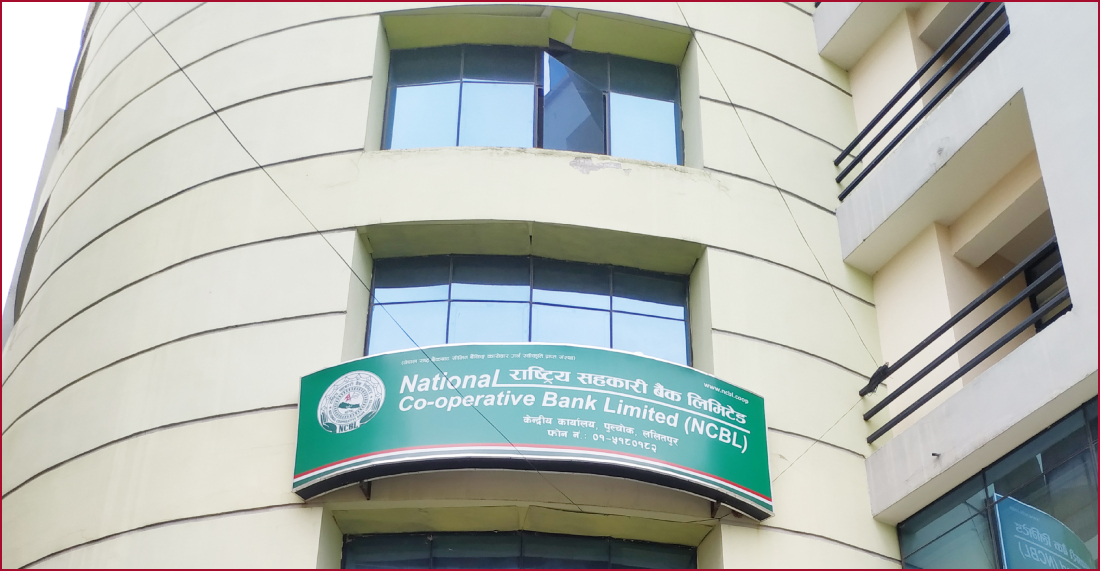 www.ncbl.coop
National राष्ट्रिय सहकारी बैंक लिमिटेड
Co-operative Bank Limited (NCBL)
केन्द्रीय कार्यालय, पुल्चोक, ललितपुर
फोन नं : ०१-५१८०१८२
NCBL